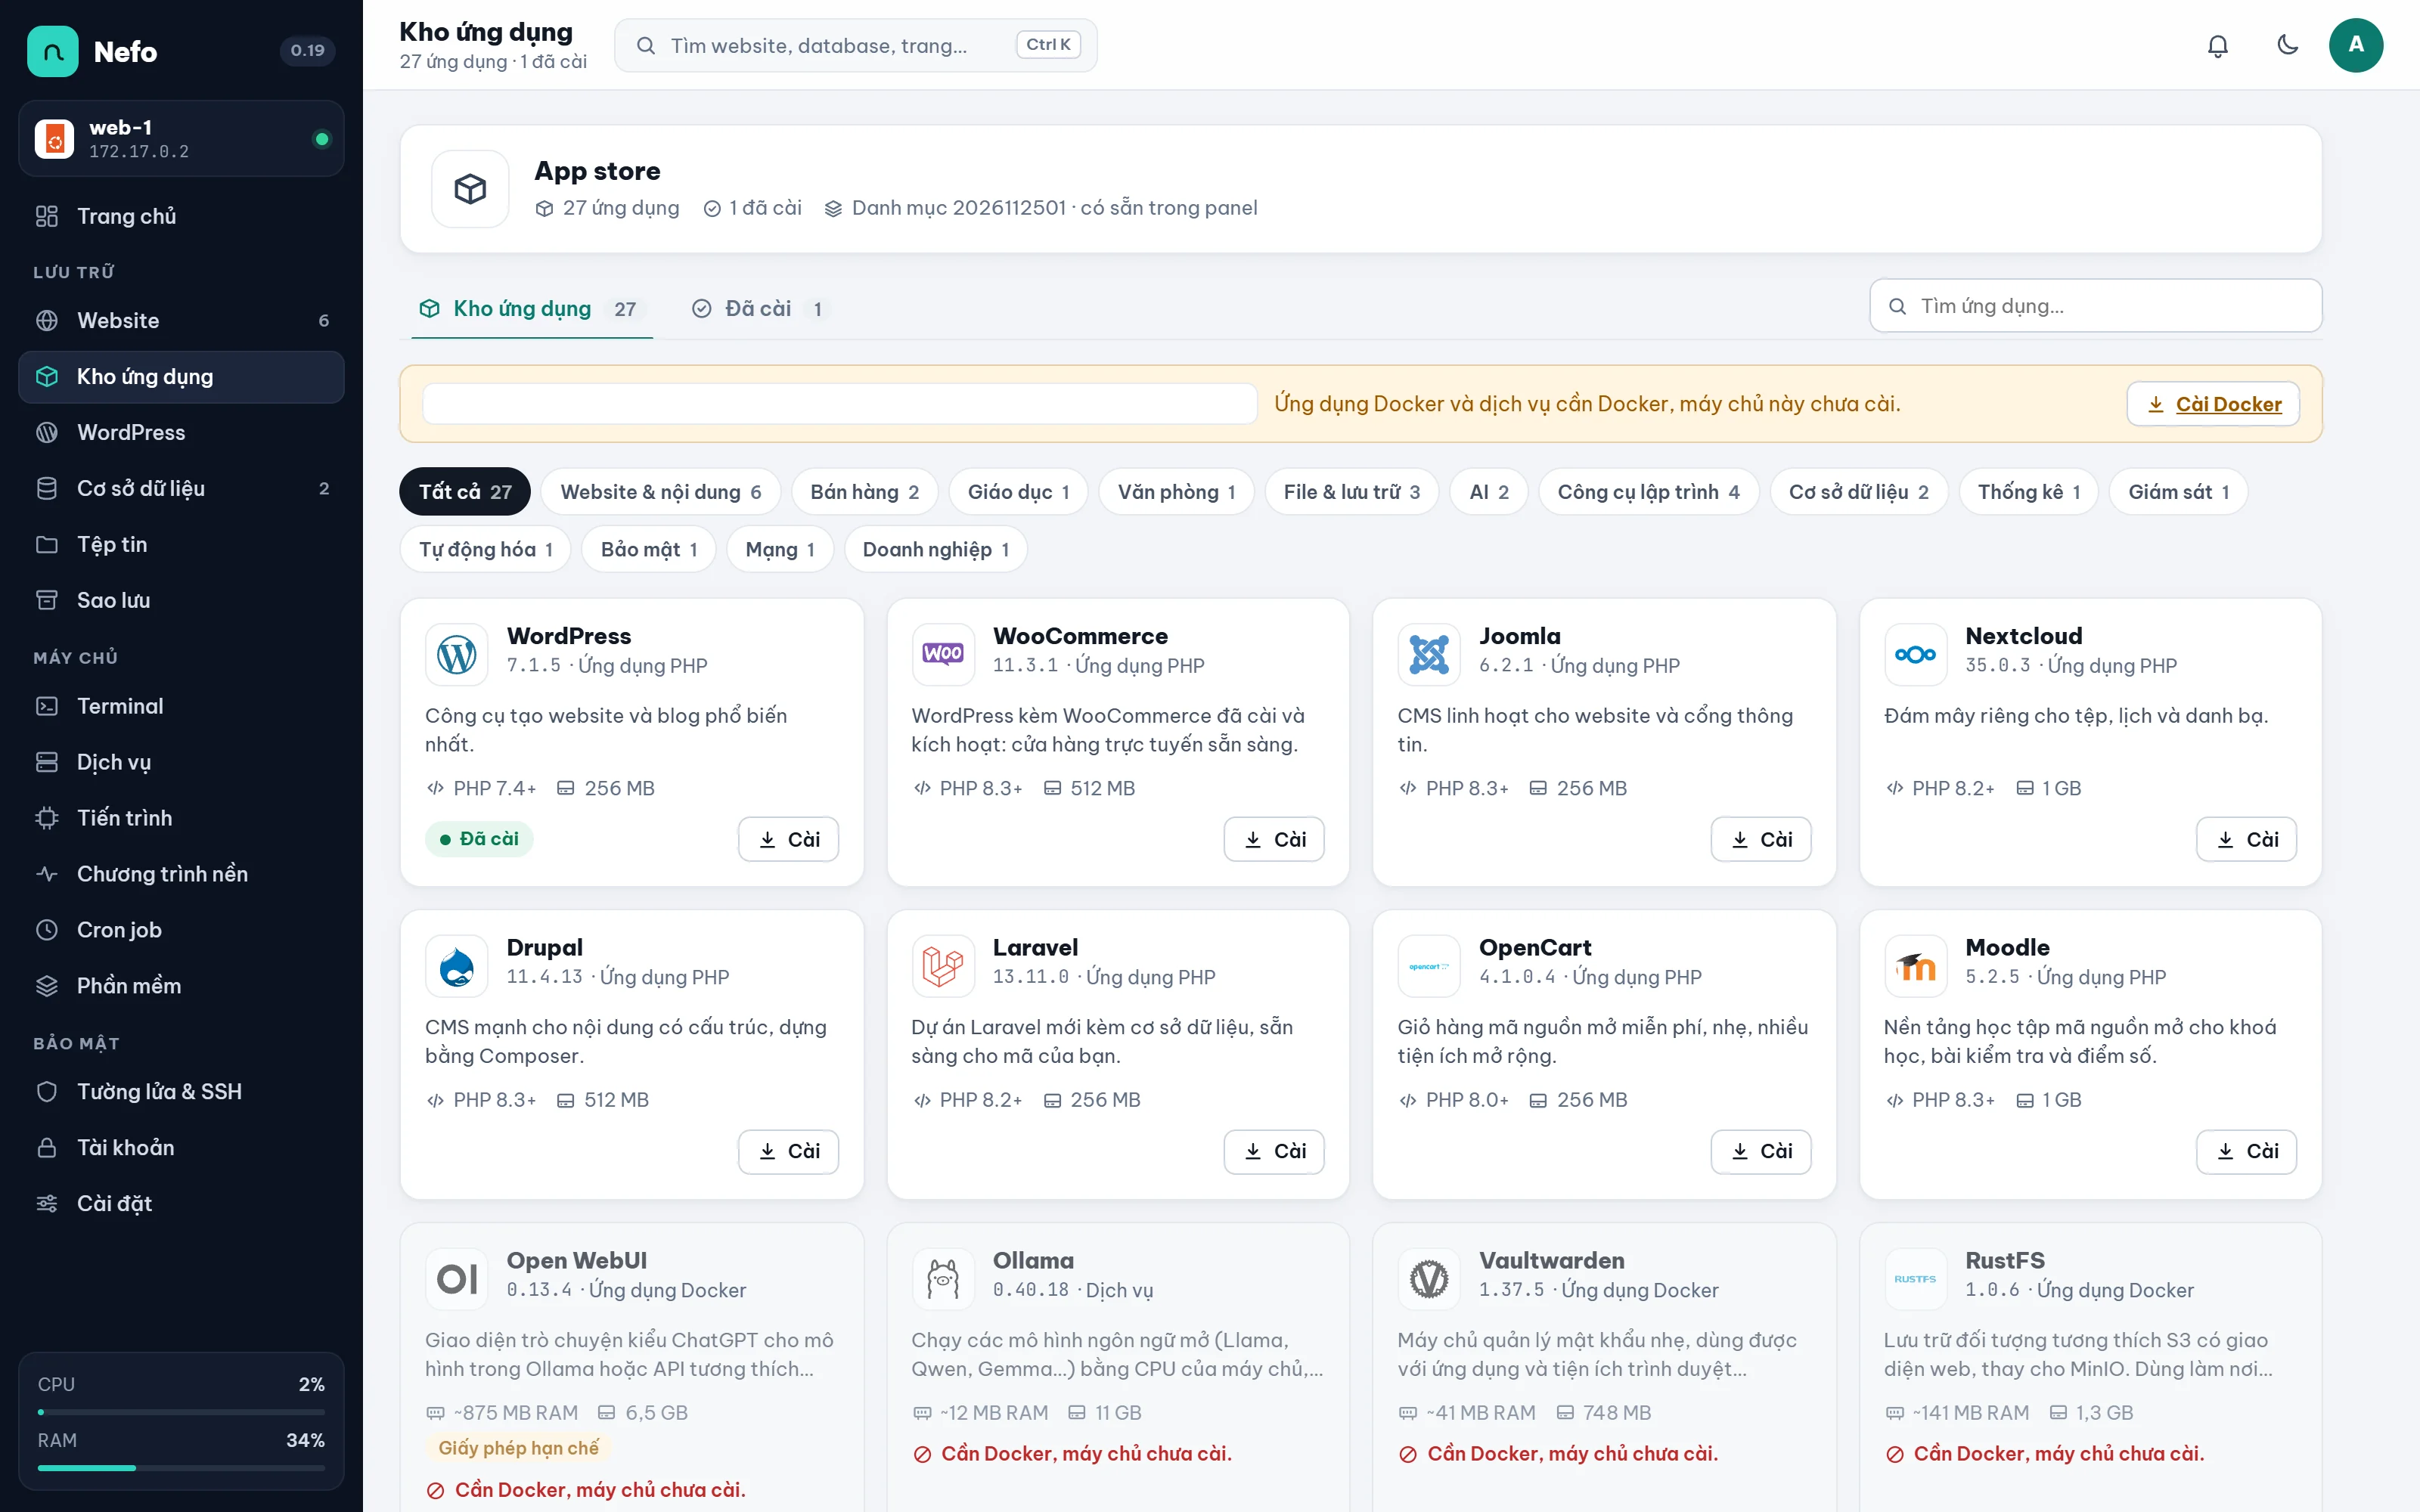 Nefo
0.19
web-1
172.17.0.2
Trang chủ
LƯU TRỮ
Website 6
Kho ứng dụng
WordPress
Cơ sở dữ liệu 2
Tệp tin
Sao lưu
MÁY CHỦ
Terminal
Dịch vụ
Tiến trình
Chương trình nền
Cron job
Phần mềm
BẢO MẬT
Tường lửa & SSH
Tài khoản
Cài đặt
CPU 2%
RAM 34%
Kho ứng dụng
27 ứng dụng · 1 đã cài
Tìm website, database, trang... Ctrl K
A
App store
27 ứng dụng 1 đã cài Danh mục 2026112501 · có sẵn trong panel
Kho ứng dụng 27 Đã cài 1
Tìm ứng dụng...
Ứng dụng Docker và dịch vụ cần Docker, máy chủ này chưa cài. Cài Docker
Tất cả 27 Website & nội dung 6 Bán hàng 2 Giáo dục 1 Văn phòng 1 File & lưu trữ 3 AI 2 Công cụ lập trình 4 Cơ sở dữ liệu 2 Thống kê 1 Giám sát 1
Tự động hóa 1 Bảo mật 1 Mạng 1 Doanh nghiệp 1
WordPress
7.1.5 · Ứng dụng PHP
Công cụ tạo website và blog phổ biến
nhất.
PHP 7.4+ 256 MB
Đã cài Cài
WOO
WooCommerce
11.3.1 · Ứng dụng PHP
WordPress kèm WooCommerce đã cài và
kích hoạt: cửa hàng trực tuyến sẵn sàng.
PHP 8.3+ 512 MB
Cài
Joomla
6.2.1 · Ứng dụng PHP
CMS linh hoạt cho website và cổng thông
tin.
PHP 8.3+ 256 MB
Cài
Nextcloud
35.0.3 · Ứng dụng PHP
Đám mây riêng cho tệp, lịch và danh bạ.
PHP 8.2+ 1 GB
Cài
Drupal
11.4.13 · Ứng dụng PHP
CMS mạnh cho nội dung có cấu trúc, dựng
bằng Composer.
PHP 8.3+ 512 MB
Cài
Laravel
13.11.0 · Ứng dụng PHP
Dự án Laravel mới kèm cơ sở dữ liệu, sẵn
sàng cho mã của bạn.
PHP 8.2+ 256 MB
Cài
opencart
OpenCart
4.1.0.4 · Ứng dụng PHP
Giỏ hàng mã nguồn mở miễn phí, nhẹ, nhiều
tiện ích mở rộng.
PHP 8.0+ 256 MB
Cài
Moodle
5.2.5 · Ứng dụng PHP
Nền tảng học tập mã nguồn mở cho khoá
học, bài kiểm tra và điểm số.
PHP 8.3+ 1 GB
Cài
OI
Open WebUI
0.13.4 · Ứng dụng Docker
Giao diện trò chuyện kiểu ChatGPT cho mô
hình trong Ollama hoặc API tương thích...
~875 MB RAM 6,5 GB
Giấy phép hạn chế
Cần Docker, máy chủ chưa cài.
Ollama
0.40.18 · Dịch vụ
Chạy các mô hình ngôn ngữ mở (Llama,
Qwen, Gemma...) bằng CPU của máy chủ,...
~12 MB RAM 11 GB
Cần Docker, máy chủ chưa cài.
Vaultwarden
1.37.5 · Ứng dụng Docker
Máy chủ quản lý mật khẩu nhẹ, dùng được
với ứng dụng và tiện ích trình duyệt...
~41 MB RAM 748 MB
Cần Docker, máy chủ chưa cài.
RUSTFS
RustFS
1.0.6 · Ứng dụng Docker
Lưu trữ đối tượng tương thích S3 có giao
diện web, thay cho MinIO. Dùng làm nơi...
~141 MB RAM 1,3 GB
Cần Docker, máy chủ chưa cài.